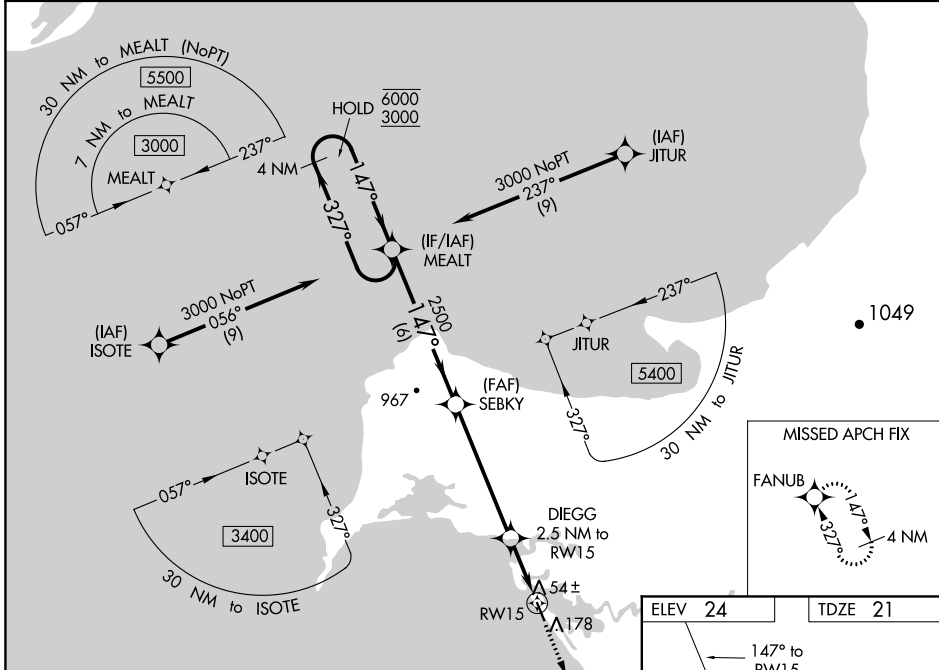 30 NM to MEALT (NoPT)
5500
7 NM to MEALT
3000
MEALT
237°
057°
HOLD 6000
3000
4 NM
147°
327°
(IAF)
JITUR
3000 NoPT
237°
(9)
(IF/IAF)
MEALT
3000 NoPT
056°
(9)
(IAF)
ISOTE
2500
147°
(6)
237°
JITUR
5400
327°
30 NM to JITUR
1049
967
(FAF)
SEBKY
MISSED APCH FIX
FANUB
147°
327°
4 NM
057°
ISOTE
327°
3400
30 NM to ISOTE
DIEGG
2.5 NM to
RW15
54±
RW15
178
ELEV 24
TDZE 21
147° to
RW15